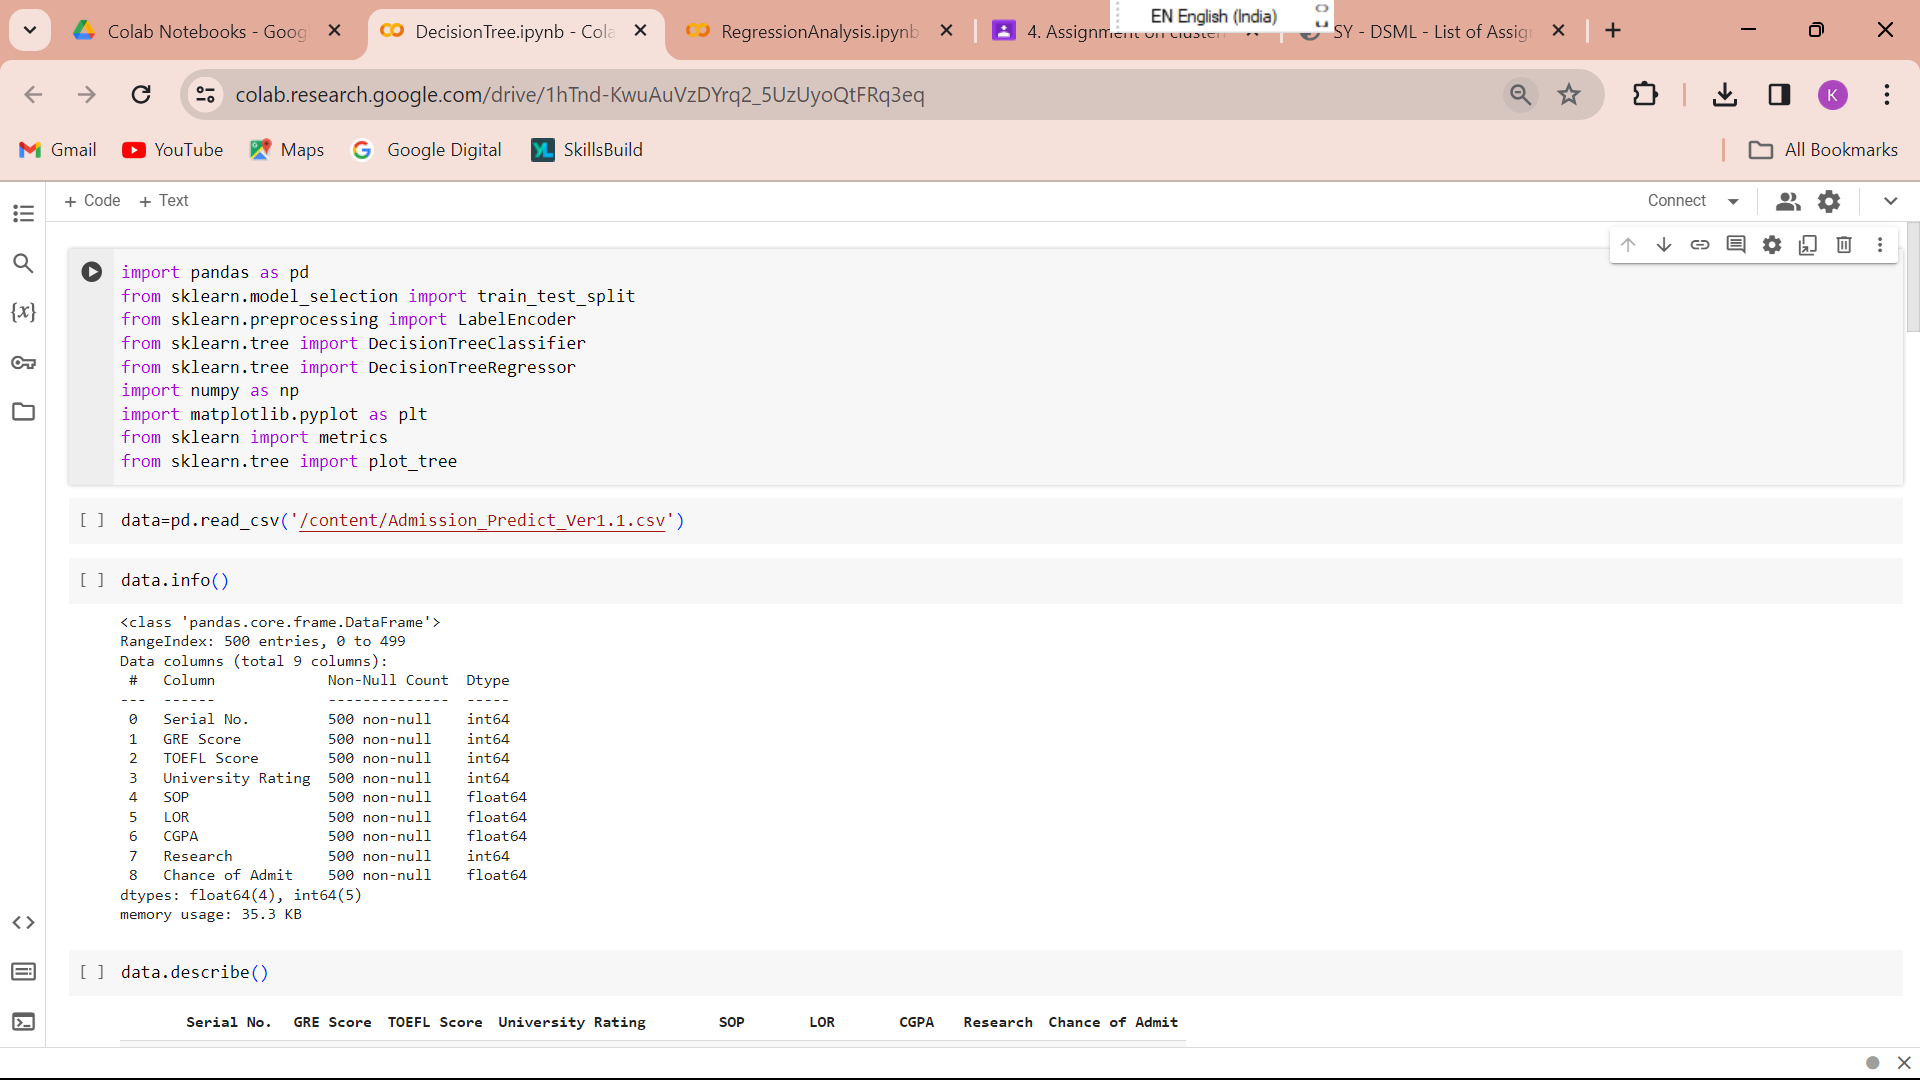 EN English (India)
Colab Notebooks - Goog
DecisionTree.ipynb - Cola
RegressionAnalysis.ipynb
4. Assignment on Cluster
SY - DSML - List of Assig
colab.research.google.com/drive/1hTnd-KwuAuVzDYrq2_5UzUyoQtFRq3eq
K
Gmail
YouTube
Maps
Google Digital
SkillsBuild
All Bookmarks
+ Code + Text
Connect
import pandas as pd
from sklearn.model_selection import train_test_split
from sklearn.preprocessing import LabelEncoder
from sklearn.tree import DecisionTreeClassifier
from sklearn.tree import DecisionTreeRegressor
import numpy as np
import matplotlib.pyplot as plt
from sklearn import metrics
from sklearn.tree import plot_tree
[ ] data=pd.read_csv('/content/Admission_Predict_Ver1.1.csv')
[ ] data.info()
<class 'pandas.core.frame.DataFrame'>
RangeIndex: 500 entries, 0 to 499
Data columns (total 9 columns):
# Column Non-Null Count Dtype
--- ------ -------------- -----
0 Serial No. 500 non-null int64
1 GRE Score 500 non-null int64
2 TOEFL Score 500 non-null int64
3 University Rating 500 non-null int64
4 SOP 500 non-null float64
5 LOR 500 non-null float64
6 CGPA 500 non-null float64
7 Research 500 non-null int64
8 Chance of Admit 500 non-null float64
dtypes: float64(4), int64(5)
memory usage: 35.3 KB
[ ] data.describe()
Serial No. GRE Score TOEFL Score University Rating SOP LOR CGPA Research Chance of Admit